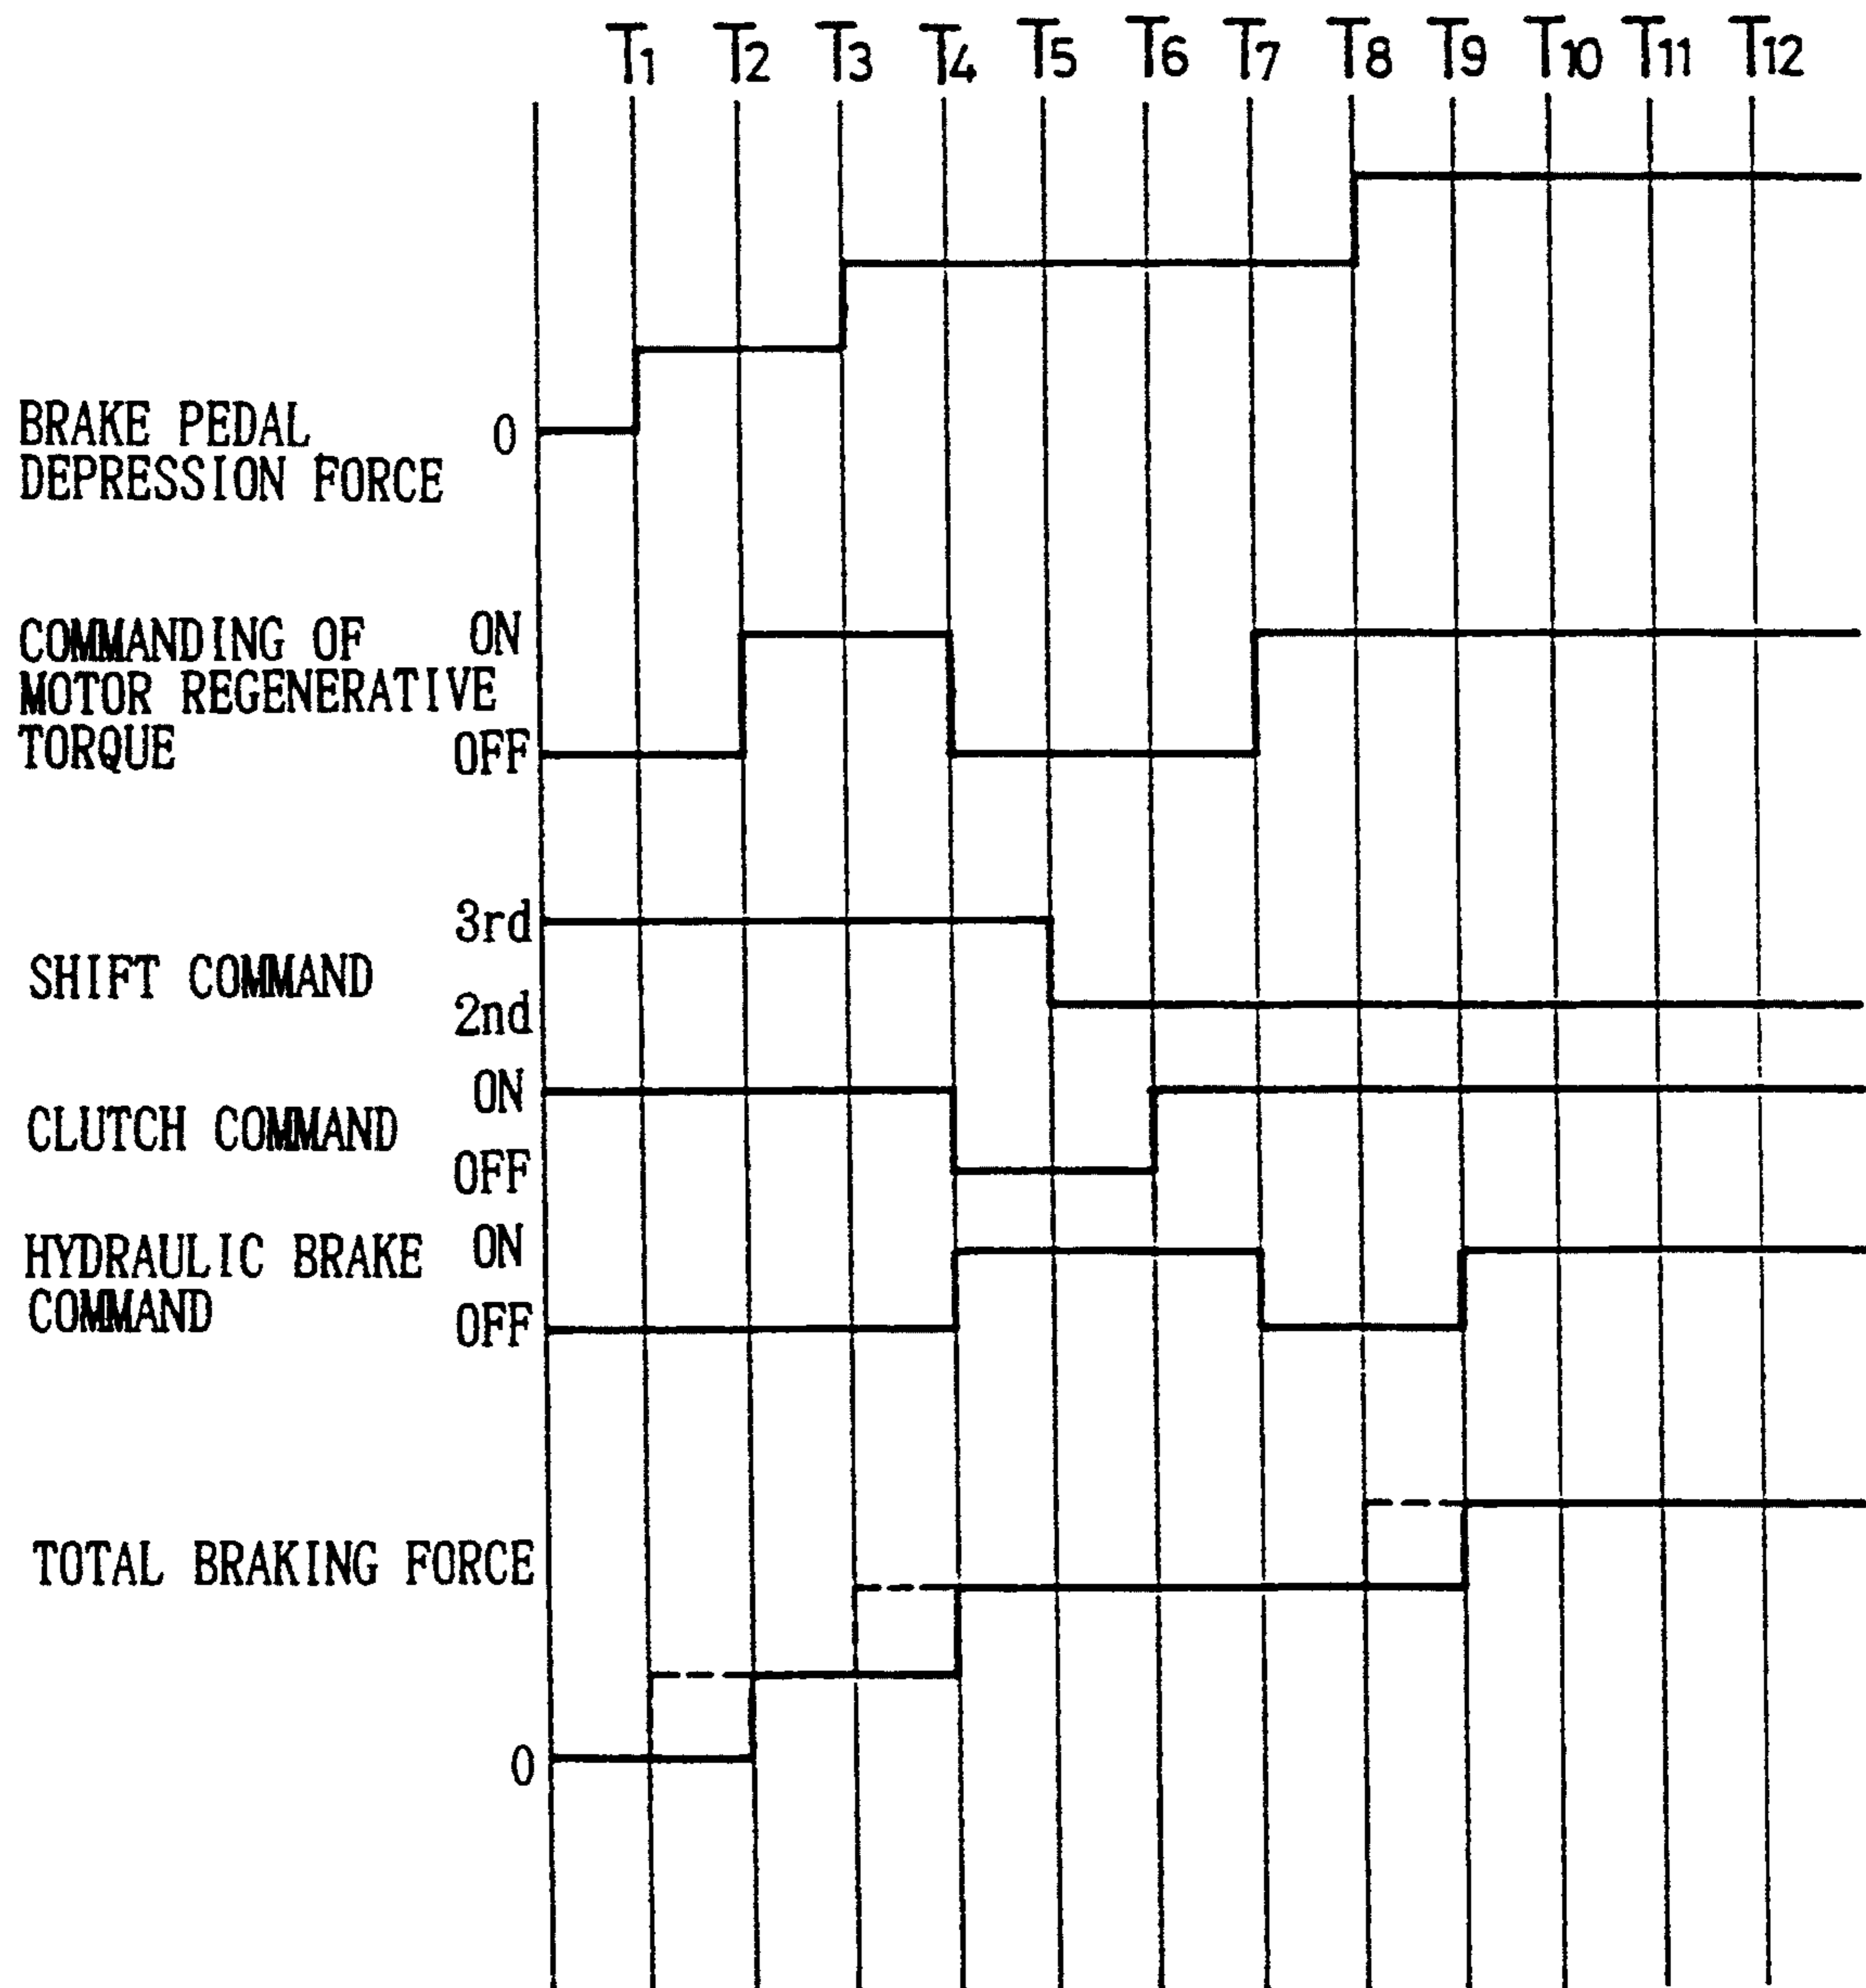 T1 T2 T3 T4 T5 T6 T7 T8 T9 T10 T11 T12
BRAKE PEDAL
DEPRESSION FORCE
0
COMMANDING OF
MOTOR REGENERATIVE
TORQUE
ON
OFF
SHIFT COMMAND
3rd
2nd
CLUTCH COMMAND
ON
OFF
HYDRAULIC BRAKE
COMMAND
ON
OFF
TOTAL BRAKING FORCE
0